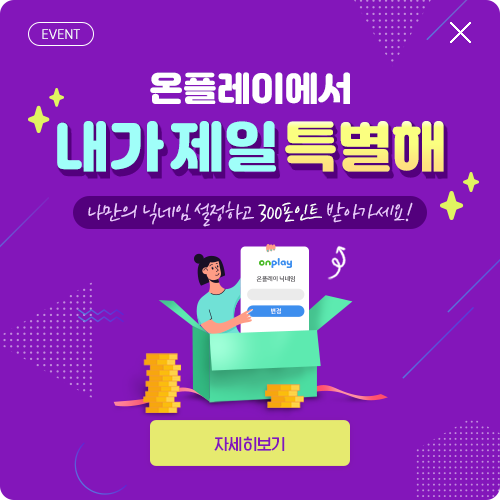 EVENT
온플레이에서
내가 제일 특별해
나만의 닉네임 설정하고 300포인트 받아가세요!
onplay
온플레이 닉네임
변경
자세히보기